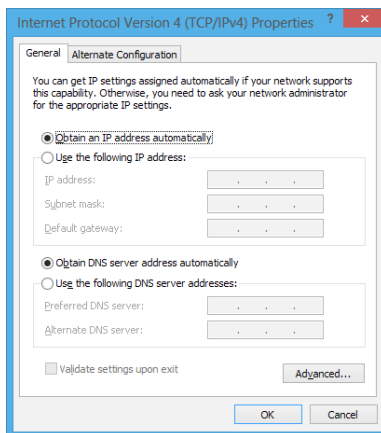 Internet Protocol Version 4 (TCP/IPv4) Properties ? ×
General Alternate Configuration
You can get IP settings assigned automatically if your network supports
this capability. Otherwise, you need to ask your network administrator
for the appropriate IP settings.
Obtain an IP address automatically
Use the following IP address:
IP address: . . .
Subnet mask: . . .
Default gateway: . . .
Obtain DNS server address automatically
Use the following DNS server addresses:
Preferred DNS server: . . .
Alternate DNS server: . . .
Validate settings upon exit
Advanced...
OK Cancel